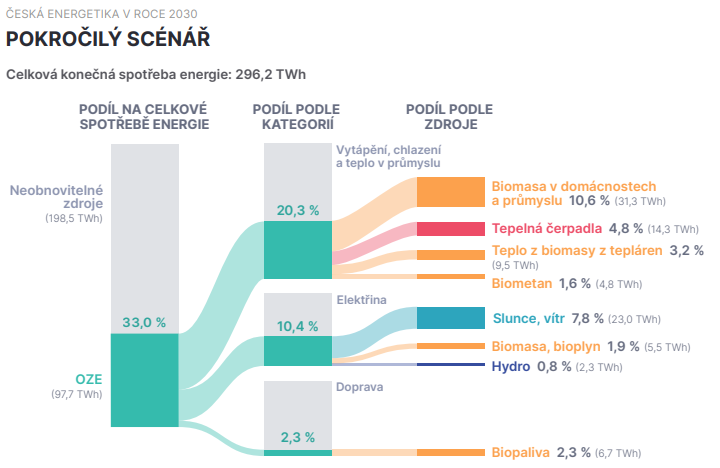 ČESKÁ ENERGETIKA V ROCE 2030
POKROČILÝ SCÉNÁŘ
Celková konečná spotřeba energie: 296,2 TWh
PODÍL NA CELKOVÉ
SPOTŘEBĚ ENERGIE
PODÍL PODLE
KATEGORIÍ
PODÍL PODLE
ZDROJE
Neobnovitelné
zdroje
(198,5 TWh)
33,0 %
OZE
(97,7 TWh)
Vytápění, chlazení
a teplo v průmyslu
20,3 %
Elektřina
10,4 %
Doprava
2,3 %
Biomasa v domácnostech
a průmyslu 10,6 % (31,3 TWh)
Tepelná čerpadla 4,8 % (14,3 TWh)
Teplo z biomasy z tepláren 3,2 %
(9,5 TWh)
Biometan 1,6 % (4,8 TWh)
Slunce, vítr 7,8 % (23,0 TWh)
Biomasa, bioplyn 1,9 % (5,5 TWh)
Hydro 0,8 % (2,3 TWh)
Biopaliva 2,3 % (6,7 TWh)